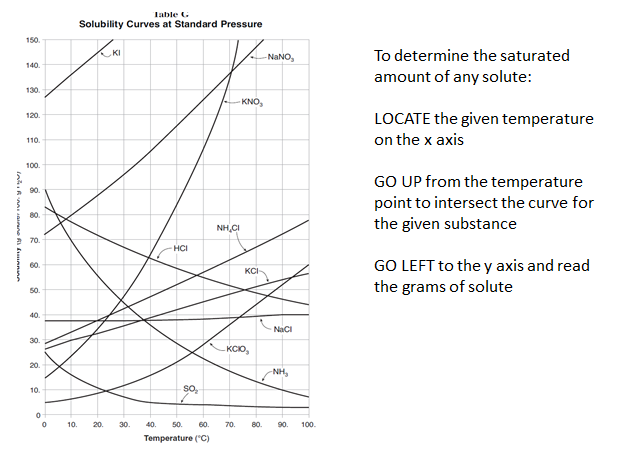 Table G
Solubility Curves at Standard Pressure
150.
140.
130.
120.
110.
100.
90.
80.
70.
60.
50.
40.
30.
20.
10.
0
KI
NaNO₃
KNO₃
NH₄Cl
HCl
KCl
NaCl
KClO₃
NH₃
SO₂
0 10. 20. 30. 40. 50. 60. 70. 80. 90. 100.
Temperature (°C)
To determine the saturated
amount of any solute:
LOCATE the given temperature
on the x axis
GO UP from the temperature
point to intersect the curve for
the given substance
GO LEFT to the y axis and read
the grams of solute